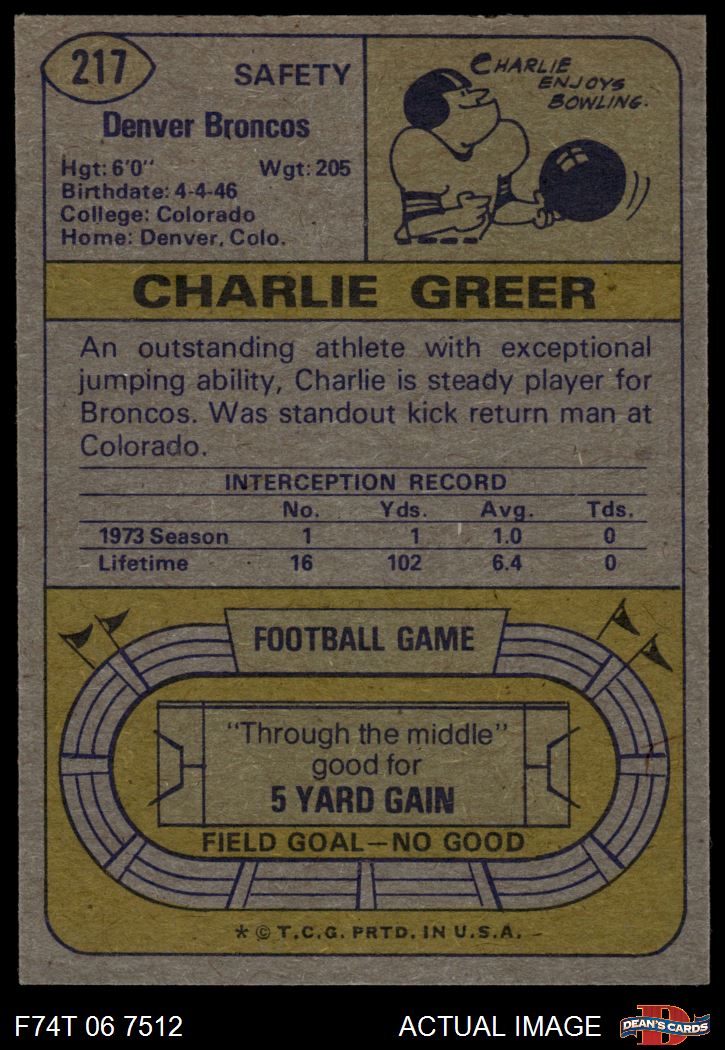 217
SAFETY
Denver Broncos
Hgt: 6'0" Wgt: 205
Birthdate: 4-4-46
College: Colorado
Home: Denver, Colo.
CHARLIE
ENJOYS
BOWLING.
CHARLIE GREER
An outstanding athlete with exceptional
jumping ability, Charlie is steady player for
Broncos. Was standout kick return man at
Colorado.
INTERCEPTION RECORD
No. Yds. Avg. Tds.
1973 Season 1 1 1.0 0
Lifetime 16 102 6.4 0
FOOTBALL GAME
"Through the middle"
good for
5 YARD GAIN
FIELD GOAL—NO GOOD
* © T.C.G. PRTD. IN U.S.A.
F74T 06 7512 ACTUAL IMAGE
D
DEAN'S CARDS